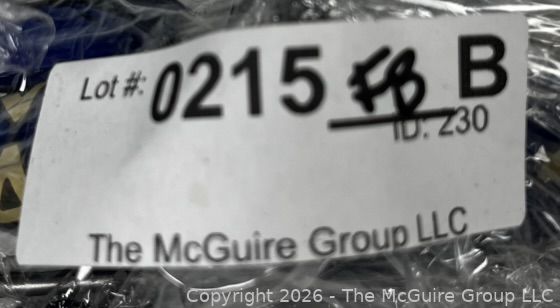 Lot #: 0215 FB B
ID: Z30
The McGuire Group LLC
Copyright 2026 - The McGuire Group LLC